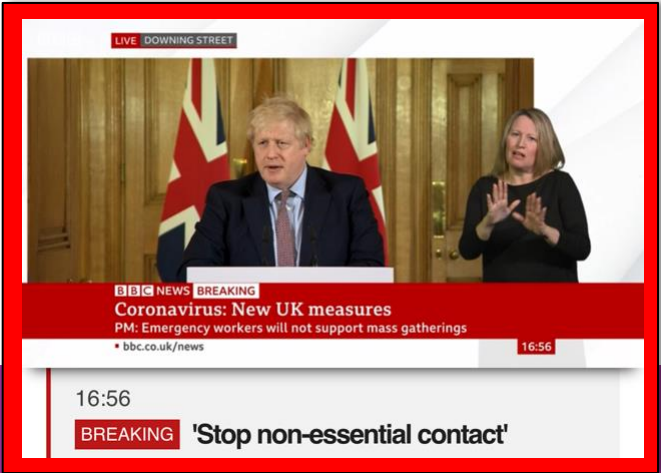 LIVE DOWNING STREET
BBC NEWS BREAKING
Coronavirus: New UK measures
PM: Emergency workers will not support mass gatherings
bbc.co.uk/news
16:56
16:56
BREAKING 'Stop non-essential contact'